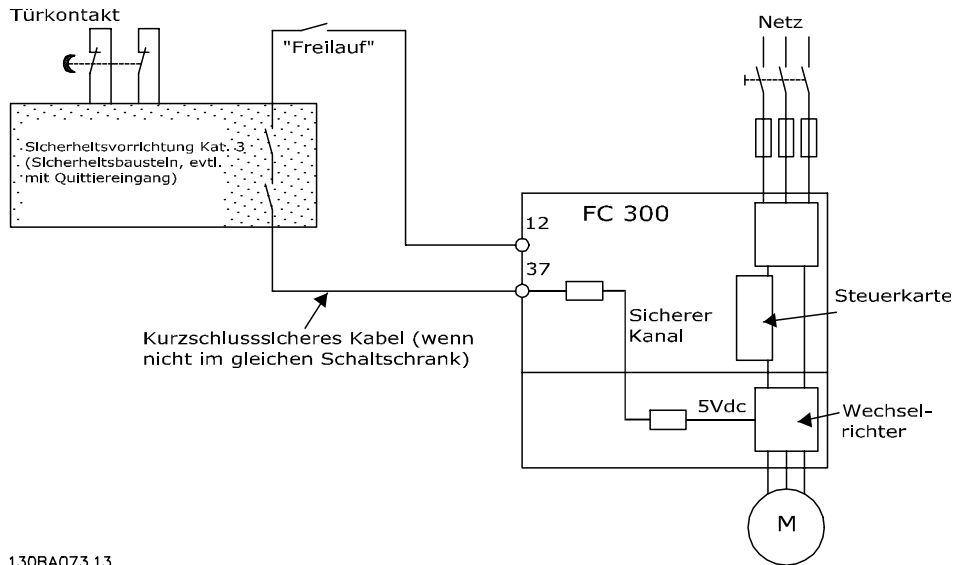 Türkontakt
"Freilauf"
Netz
Sicherheitsvorrichtung Kat. 3
(Sicherheitsbaustein, evtl.
mit Quittiereingang)
FC 300
12
37
Sicherer
Kanal
Steuerkarte
Kurzschlusssicheres Kabel (wenn
nicht im gleichen Schaltschrank)
5Vdc
Wechsel-
richter
M
130BA073.13